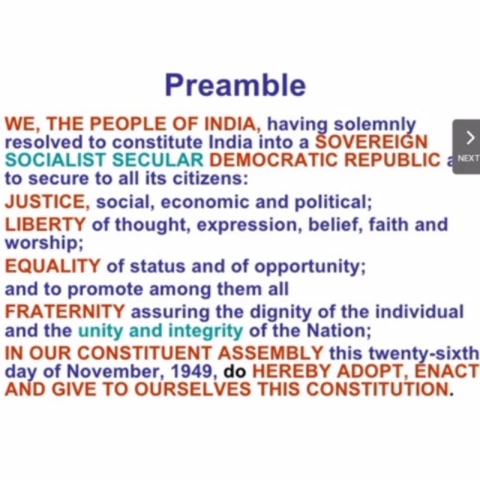 Preamble
WE, THE PEOPLE OF INDIA, having solemnly
resolved to constitute India into a SOVEREIGN
SOCIALIST SECULAR DEMOCRATIC REPUBLIC
to secure to all its citizens:
JUSTICE, social, economic and political;
LIBERTY of thought, expression, belief, faith and
worship;
EQUALITY of status and of opportunity;
and to promote among them all
FRATERNITY assuring the dignity of the individual
and the unity and integrity of the Nation;
IN OUR CONSTITUENT ASSEMBLY this twenty-sixth
day of November, 1949, do HEREBY ADOPT, ENACT
AND GIVE TO OURSELVES THIS CONSTITUTION.
NEXT